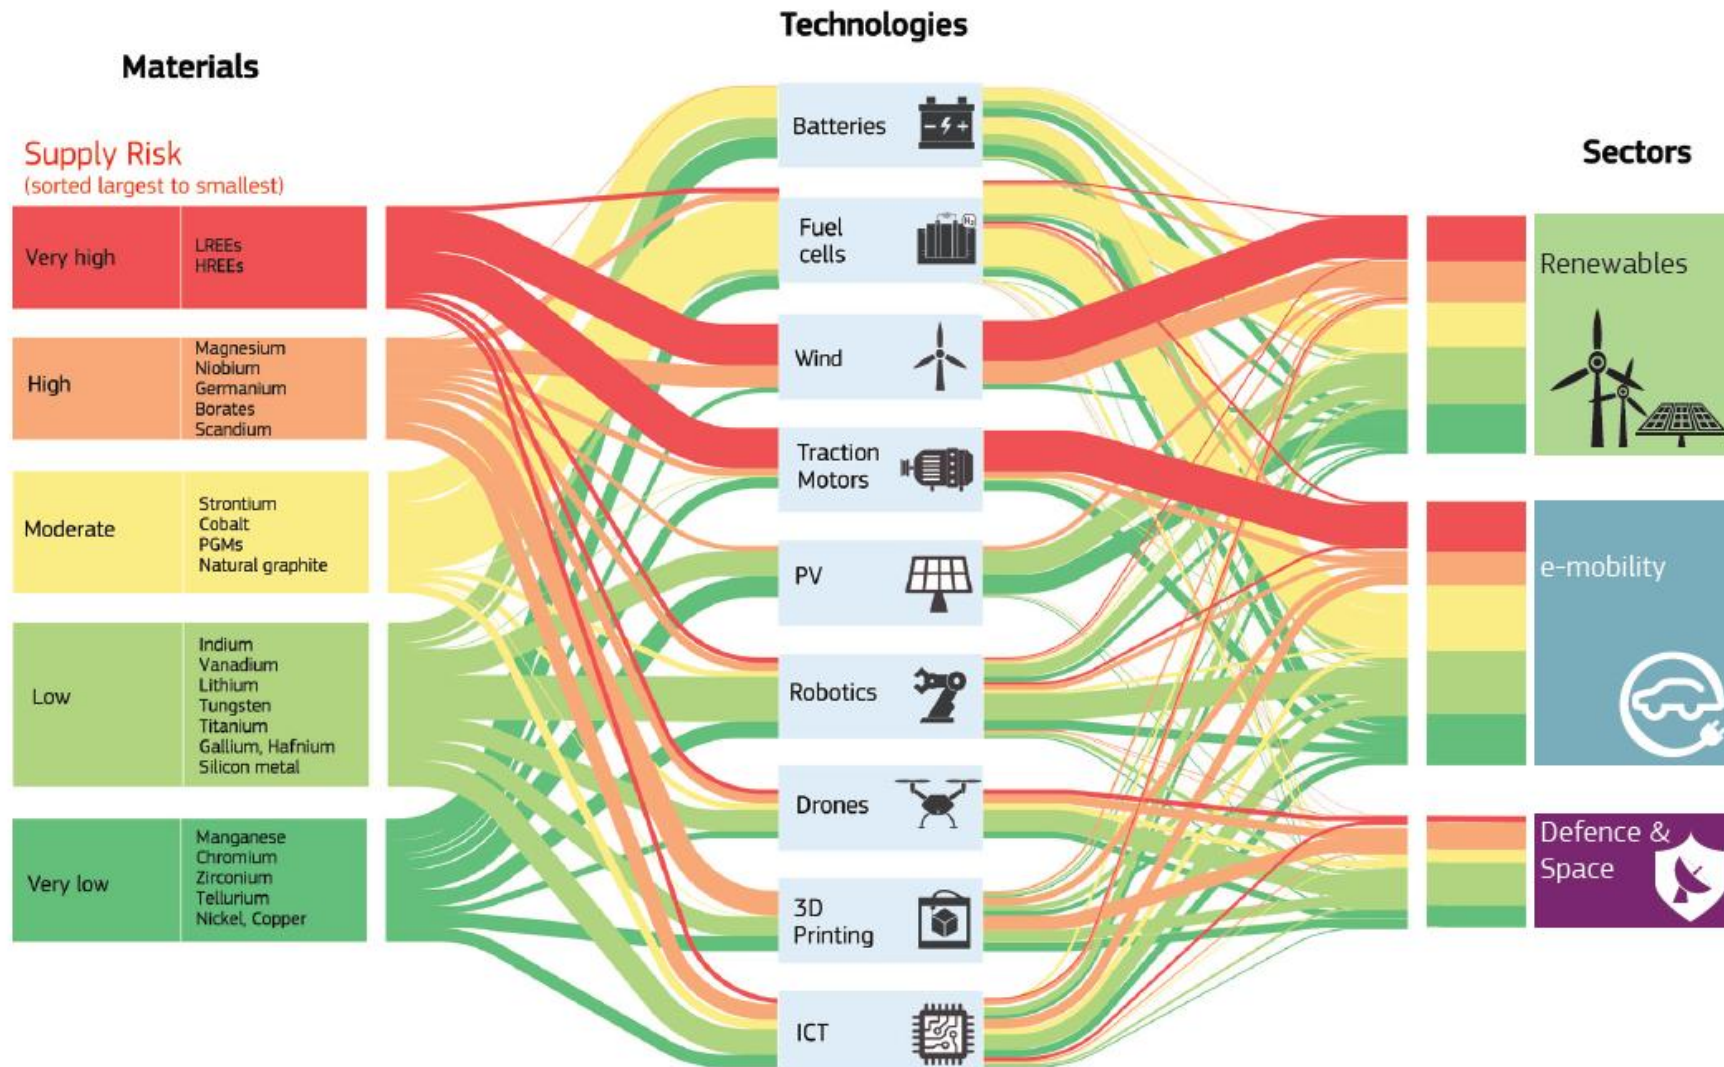 Technologies
Materials
Sectors
Supply Risk
(sorted largest to smallest)
Very high
LREEs
HREEs
High
Magnesium
Niobium
Germanium
Borates
Scandium
Moderate
Strontium
Cobalt
PGMs
Natural graphite
Low
Indium
Vanadium
Lithium
Tungsten
Titanium
Gallium, Hafnium
Silicon metal
Very low
Manganese
Chromium
Zirconium
Tellurium
Nickel, Copper
Batteries
Fuel
cells
H₂
Wind
Traction
Motors
PV
Robotics
Drones
3D
Printing
ICT
Renewables
e-mobility
Defence &
Space